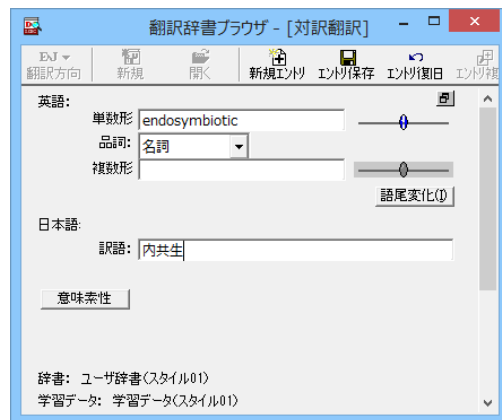 翻訳辞書ブラウザ - [対訳翻訳]
EJ
翻訳方向 新規 開く 新規エントリ エントリ保存 エントリ復旧 エントリ複
英語:
単数形 endosymbiotic
品詞: 名詞
複数形
語尾変化(I)
日本語:
訳語: 内共生
意味素性
辞書: ユーザ辞書(スタイル01)
学習データ: 学習データ(スタイル01)